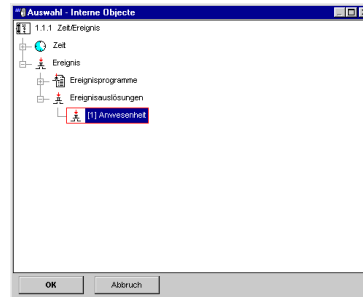 Auswahl - Interne Objecte
1.1.1 Zeit/Ereignis
Zeit
Ereignis
Ereignisprogramme
Ereignisauslösungen
[1] Anwesenheit
OK
Abbruch